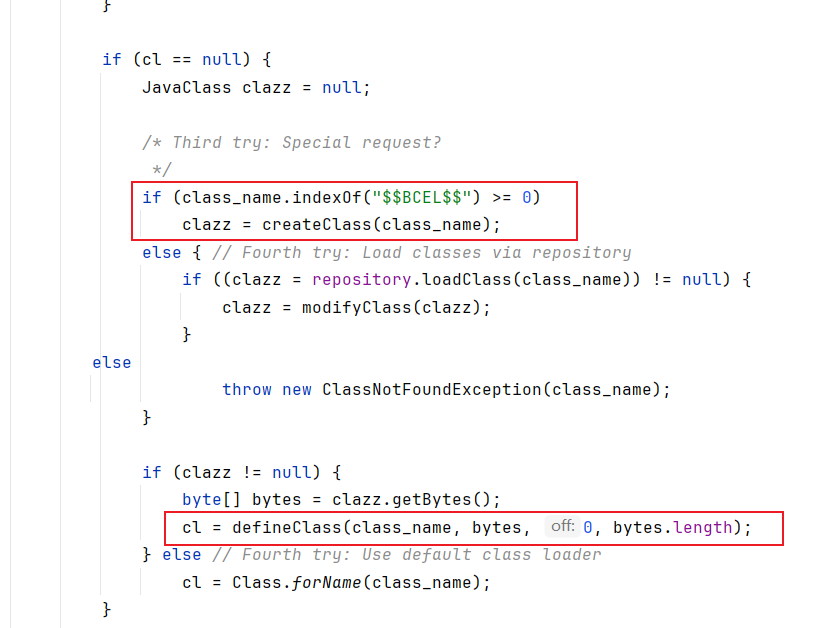 }
if (cl == null) {
JavaClass clazz = null;
/* Third try: Special request?
*/
if (class_name.indexOf("$$BCEL$$") >= 0)
clazz = createClass(class_name);
else { // Fourth try: Load classes via repository
if ((clazz = repository.loadClass(class_name)) != null) {
clazz = modifyClass(clazz);
}
else
throw new ClassNotFoundException(class_name);
}
if (clazz != null) {
byte[] bytes = clazz.getBytes();
cl = defineClass(class_name, bytes, off: 0, bytes.length);
} else // Fourth try: Use default class loader
cl = Class.forName(class_name);
}